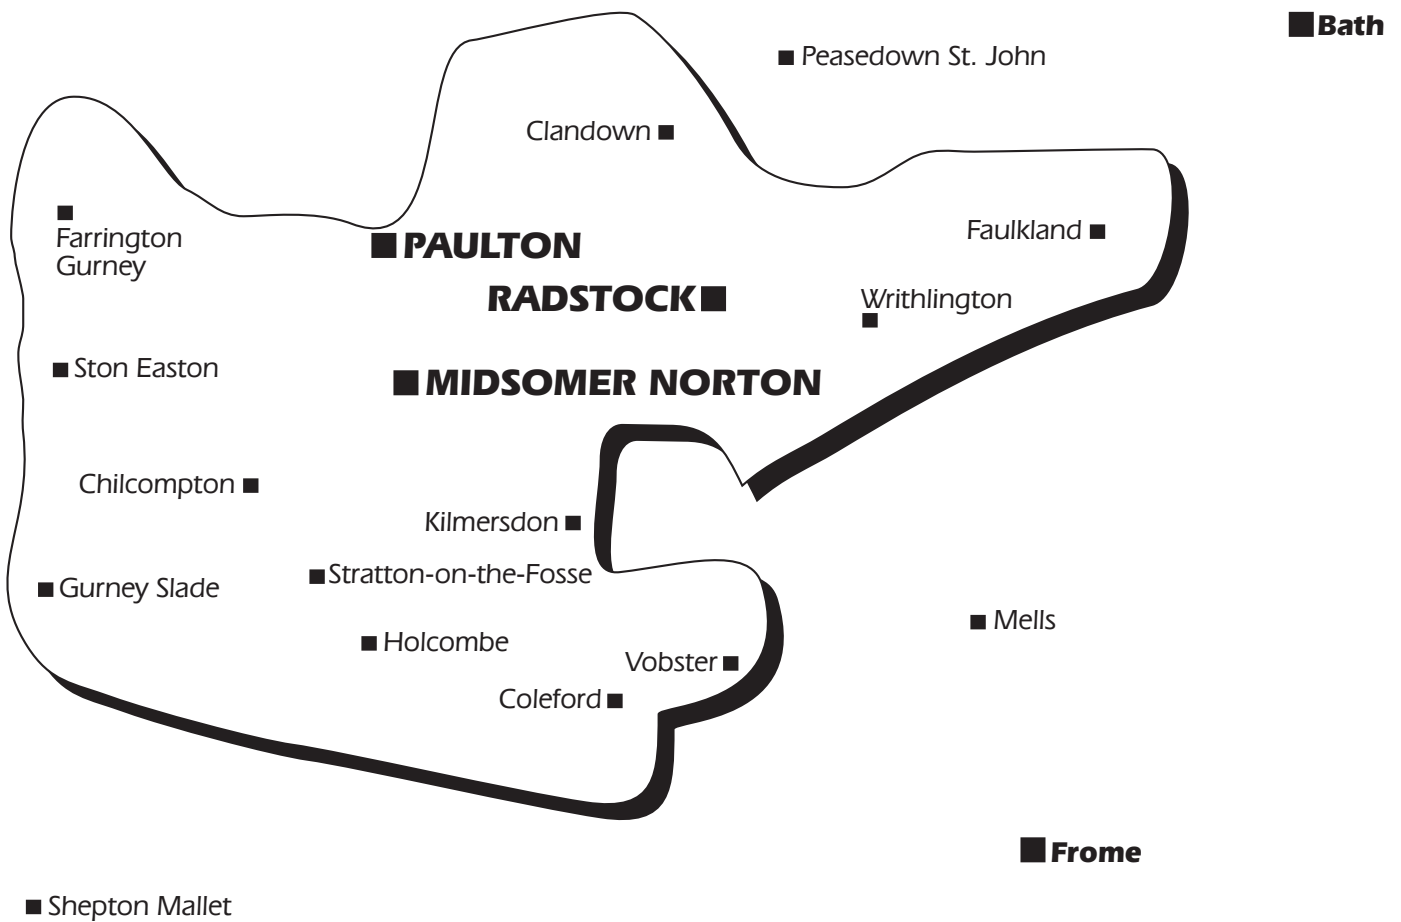 Bath
Peasedown St. John
Clandown
Farrington
Gurney
PAULTON
Faulkland
RADSTOCK
Writhlington
Ston Easton
MIDSOMER NORTON
Chilcompton
Kilmersdon
Stratton-on-the-Fosse
Gurney Slade
Mells
Holcombe
Vobster
Coleford
Frome
Shepton Mallet